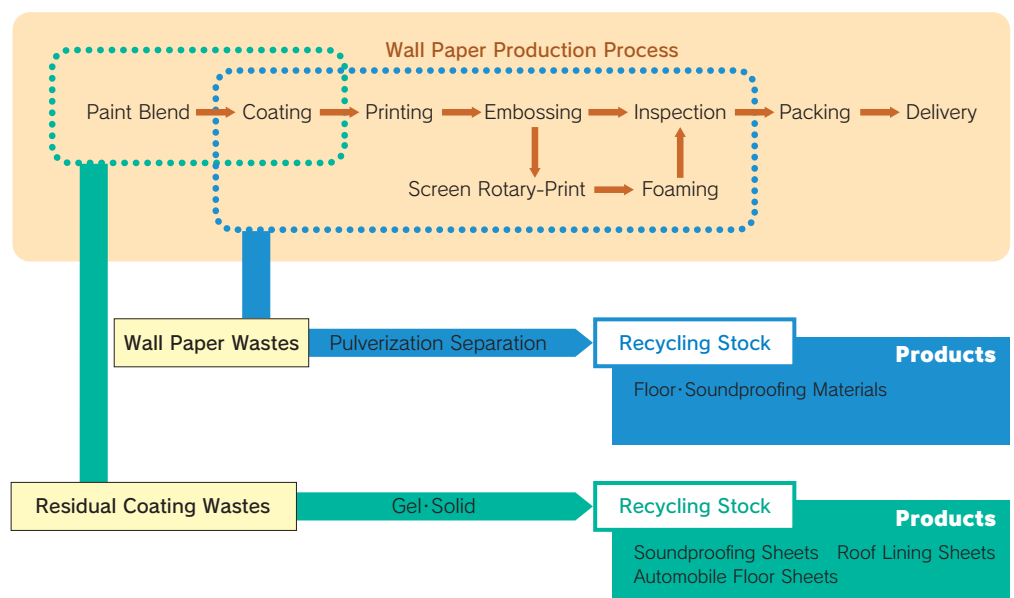 Wall Paper Production Process
Paint Blend Coating Printing Embossing Inspection Packing Delivery
Screen Rotary-Print Foaming
Wall Paper Wastes Pulverization Separation Recycling Stock
Products
Floor·Soundproofing Materials
Residual Coating Wastes Gel·Solid Recycling Stock
Products
Soundproofing Sheets Roof Lining Sheets
Automobile Floor Sheets